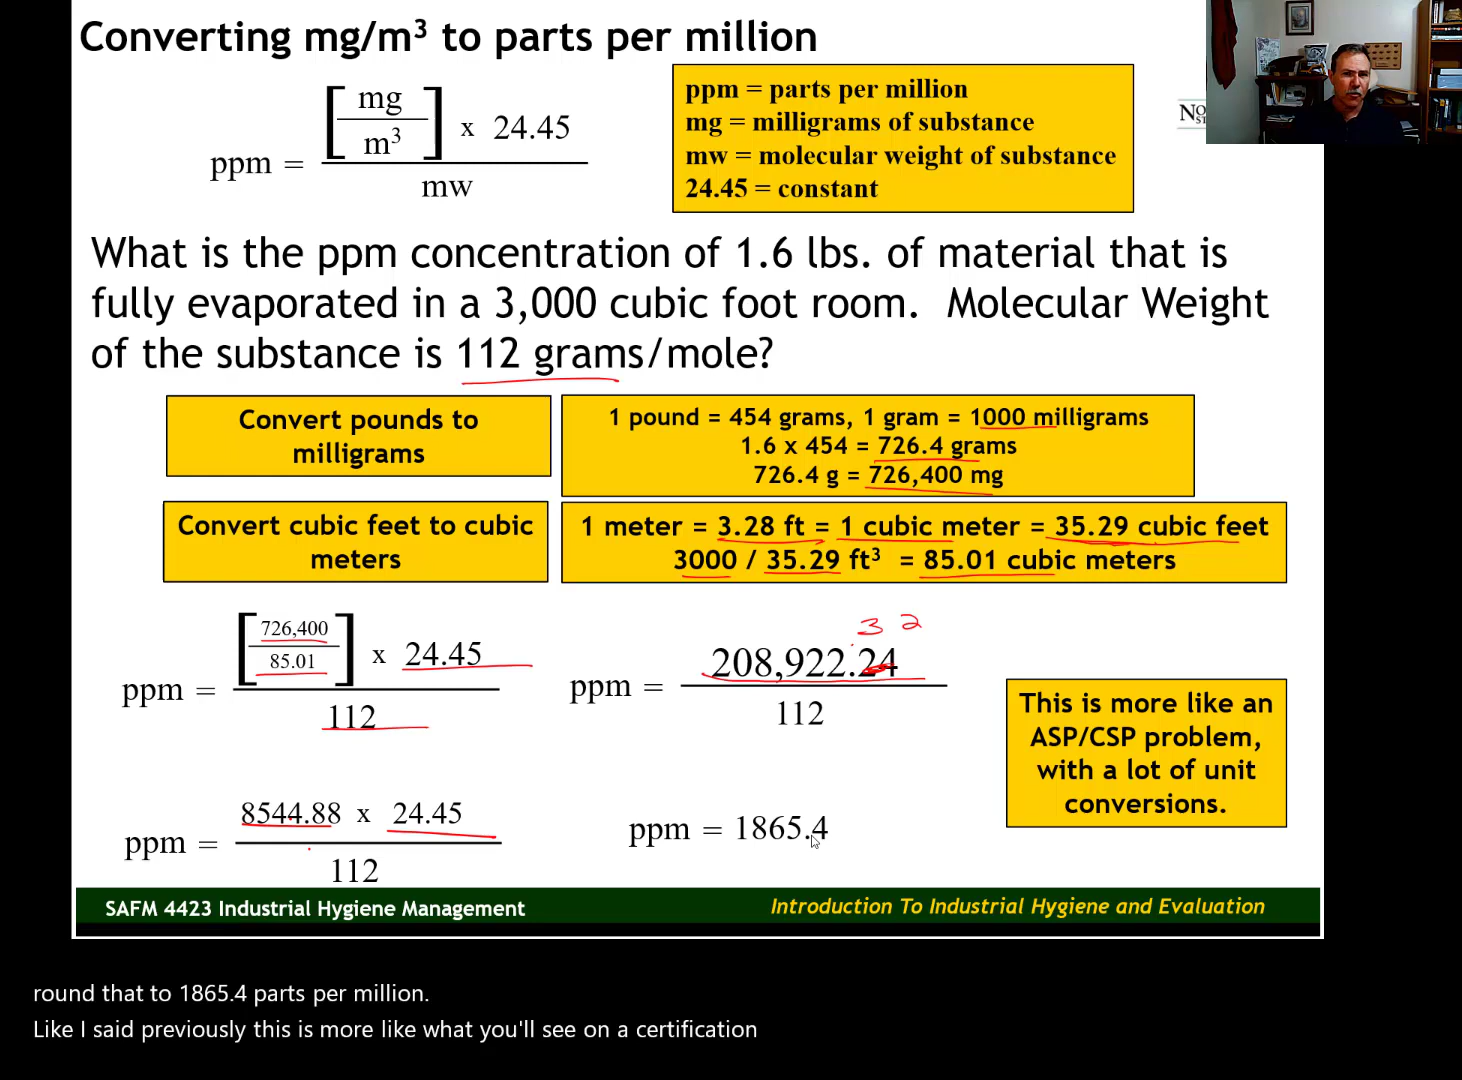 Converting mg/m³ to parts per million
ppm = [mg/m³] x 24.45 / mw
ppm = parts per million
mg = milligrams of substance
mw = molecular weight of substance
24.45 = constant
What is the ppm concentration of 1.6 lbs. of material that is
fully evaporated in a 3,000 cubic foot room. Molecular Weight
of the substance is 112 grams/mole?
Convert pounds to
milligrams
1 pound = 454 grams, 1 gram = 1000 milligrams
1.6 x 454 = 726.4 grams
726.4 g = 726,400 mg
Convert cubic feet to cubic
meters
1 meter = 3.28 ft = 1 cubic meter = 35.29 cubic feet
3000 / 35.29 ft³ = 85.01 cubic meters
ppm = [726,400/85.01] x 24.45 / 112
32
ppm = 208,922.24 / 112
ppm = 8544.88 x 24.45 / 112
ppm = 1865.4
This is more like an
ASP/CSP problem,
with a lot of unit
conversions.
SAFM 4423 Industrial Hygiene Management
Introduction To Industrial Hygiene and Evaluation
round that to 1865.4 parts per million.
Like I said previously this is more like what you'll see on a certification